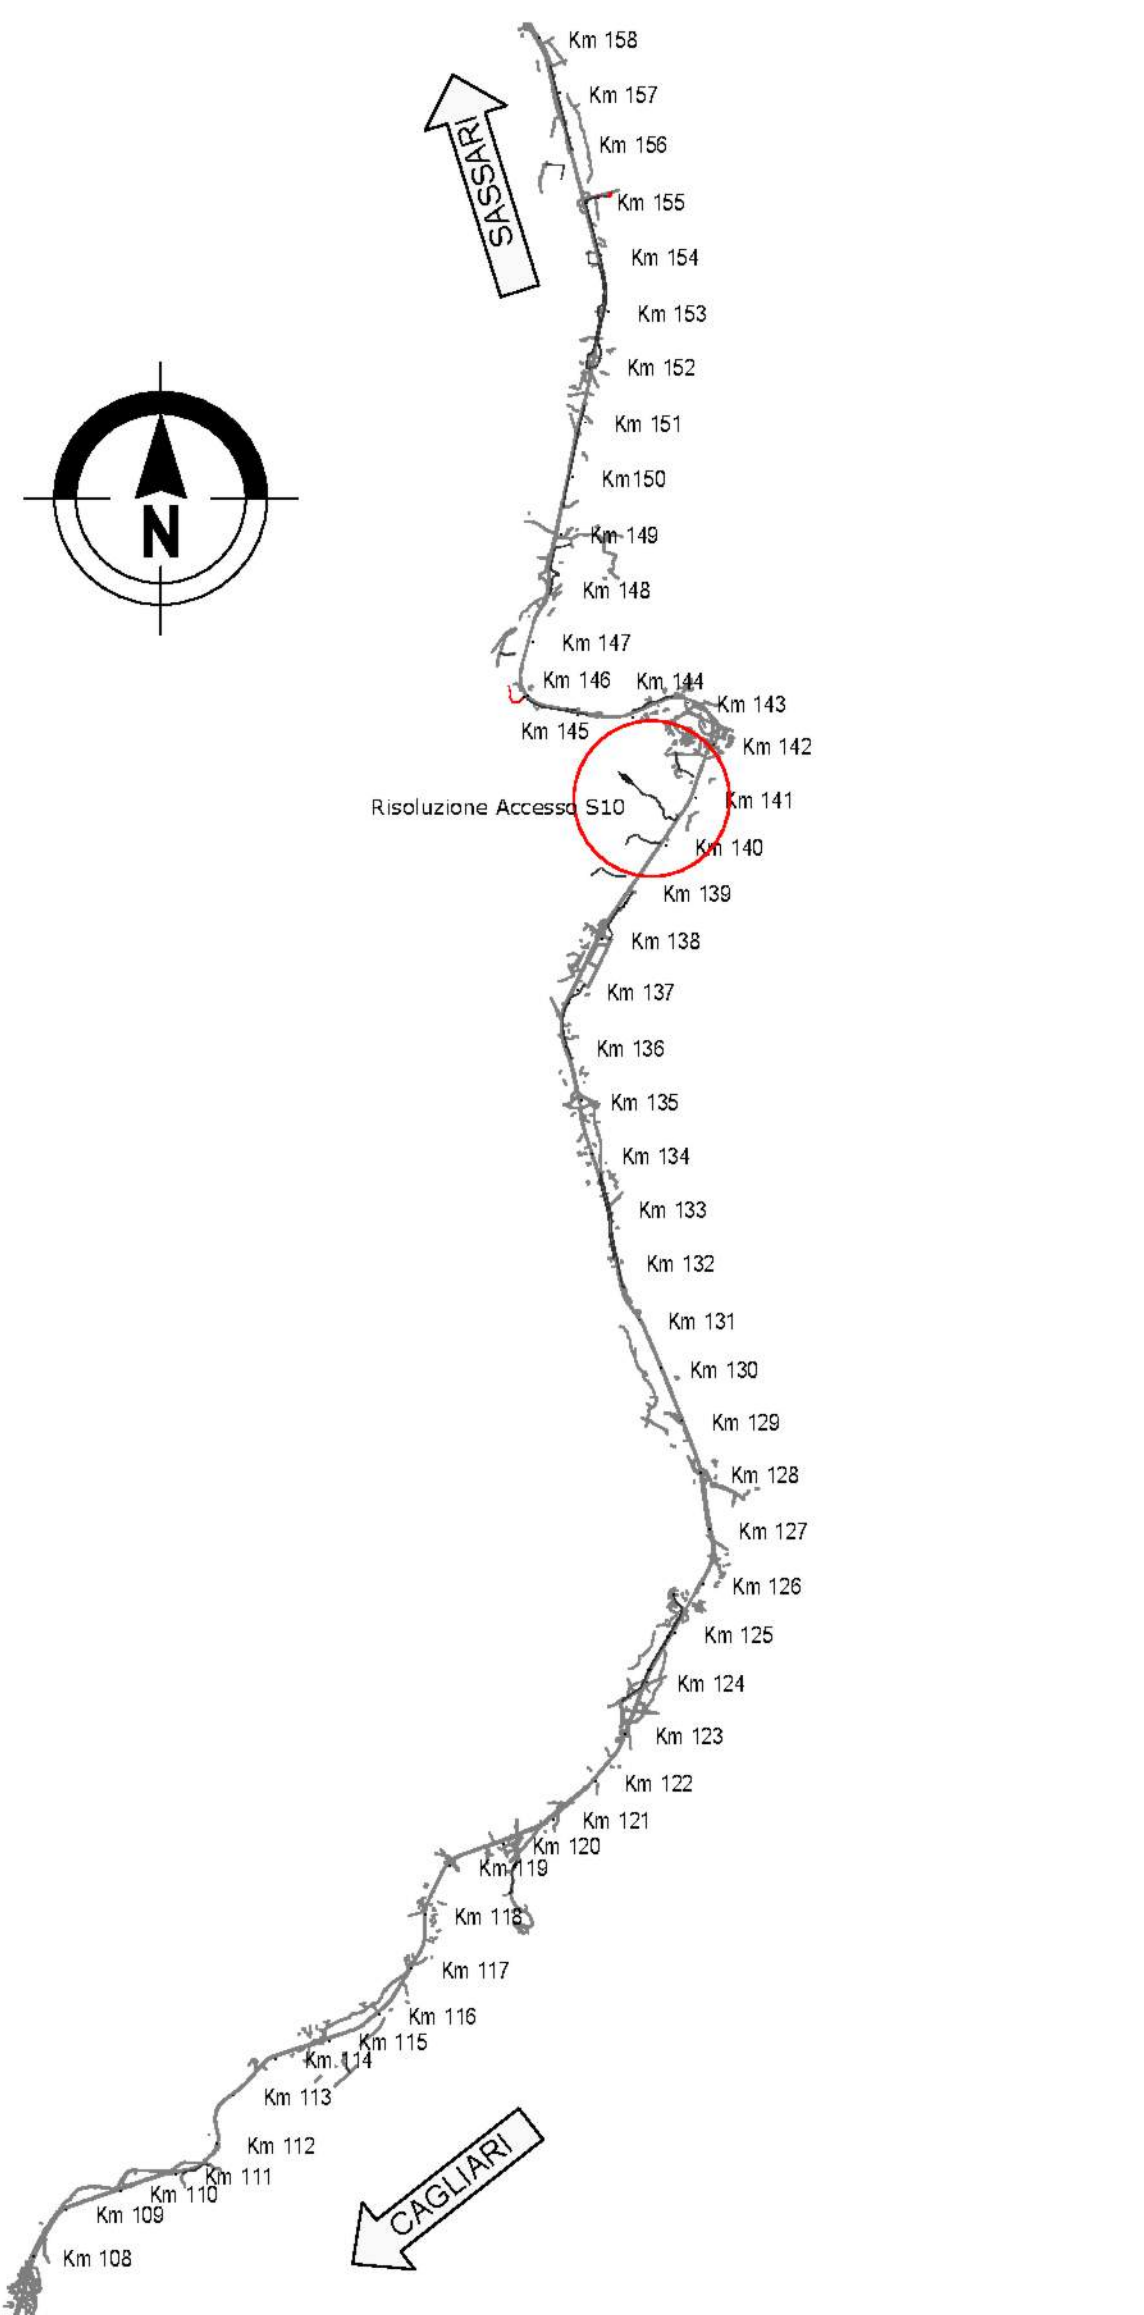 Km 158
Km 157
Km 156
SASSARI
Km 155
Km 154
Km 153
Km 152
Km 151
Km150
N
Km 149
Km 148
Km 147
Km 146
Km 144
Km 143
Km 145
Km 142
Km 141
Risoluzione Accesso S10
Km 140
Km 139
Km 138
Km 137
Km 136
Km 135
Km 134
Km 133
Km 132
Km 131
Km 130
Km 129
Km 128
Km 127
Km 126
Km 125
Km 124
Km 123
Km 122
Km 121
Km 120
Km 119
Km 118
Km 117
Km 116
Km 115
Km 114
Km 113
Km 112
CAGLIARI
Km 111
Km 110
Km 109
Km 108